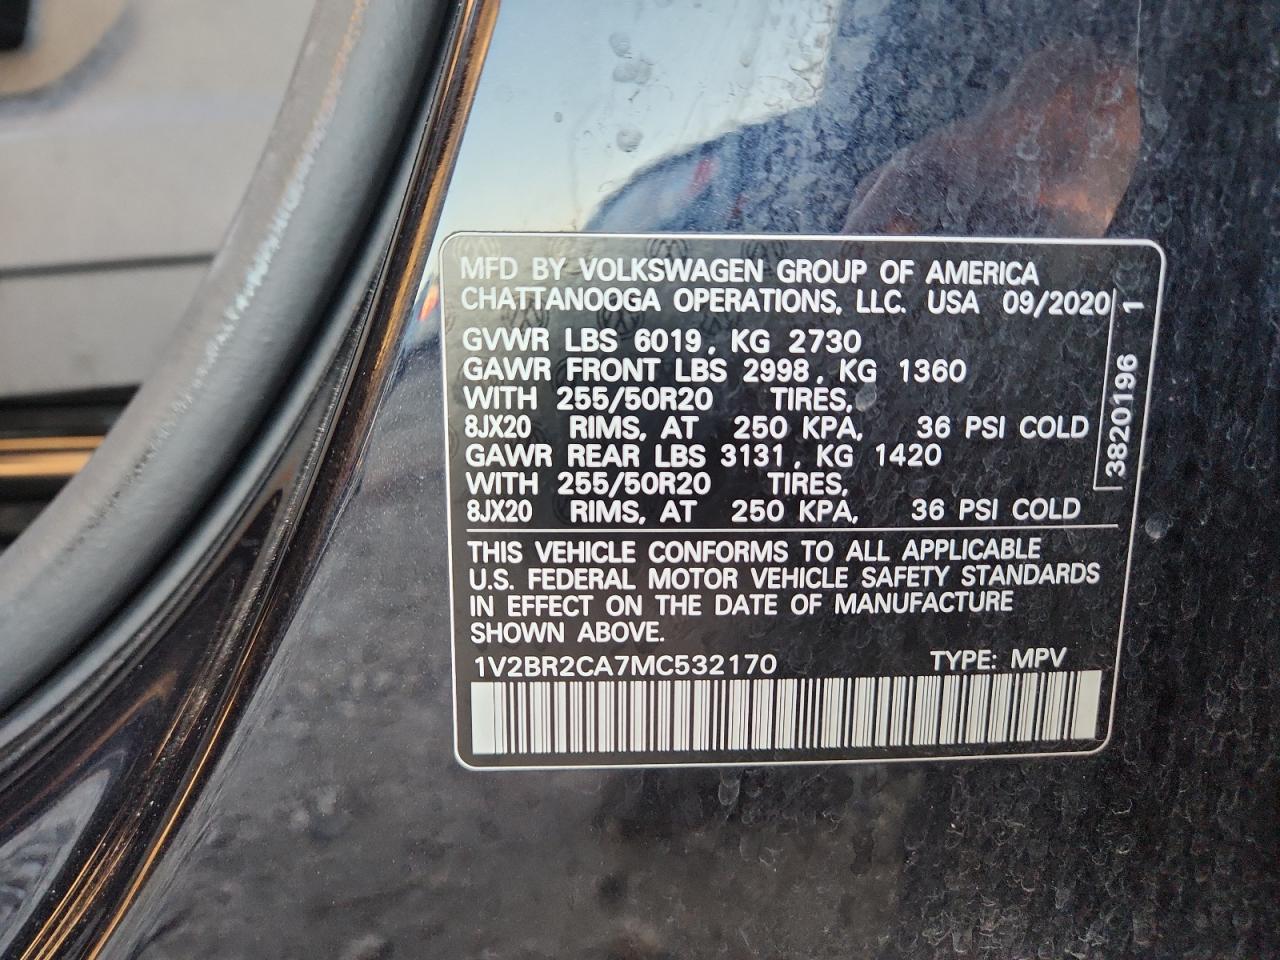 MFD BY VOLKSWAGEN GROUP OF AMERICA
CHATTANOOGA OPERATIONS, LLC. USA 09/2020
GVWR LBS 6019, KG 2730
GAWR FRONT LBS 2998, KG 1360
WITH 255/50R20 TIRES,
8JX20 RIMS, AT 250 KPA, 36 PSI COLD
GAWR REAR LBS 3131, KG 1420
WITH 255/50R20 TIRES,
8JX20 RIMS, AT 250 KPA, 36 PSI COLD
3820196 1
THIS VEHICLE CONFORMS TO ALL APPLICABLE
U.S. FEDERAL MOTOR VEHICLE SAFETY STANDARDS
IN EFFECT ON THE DATE OF MANUFACTURE
SHOWN ABOVE.
1V2BR2CA7MC532170 TYPE: MPV